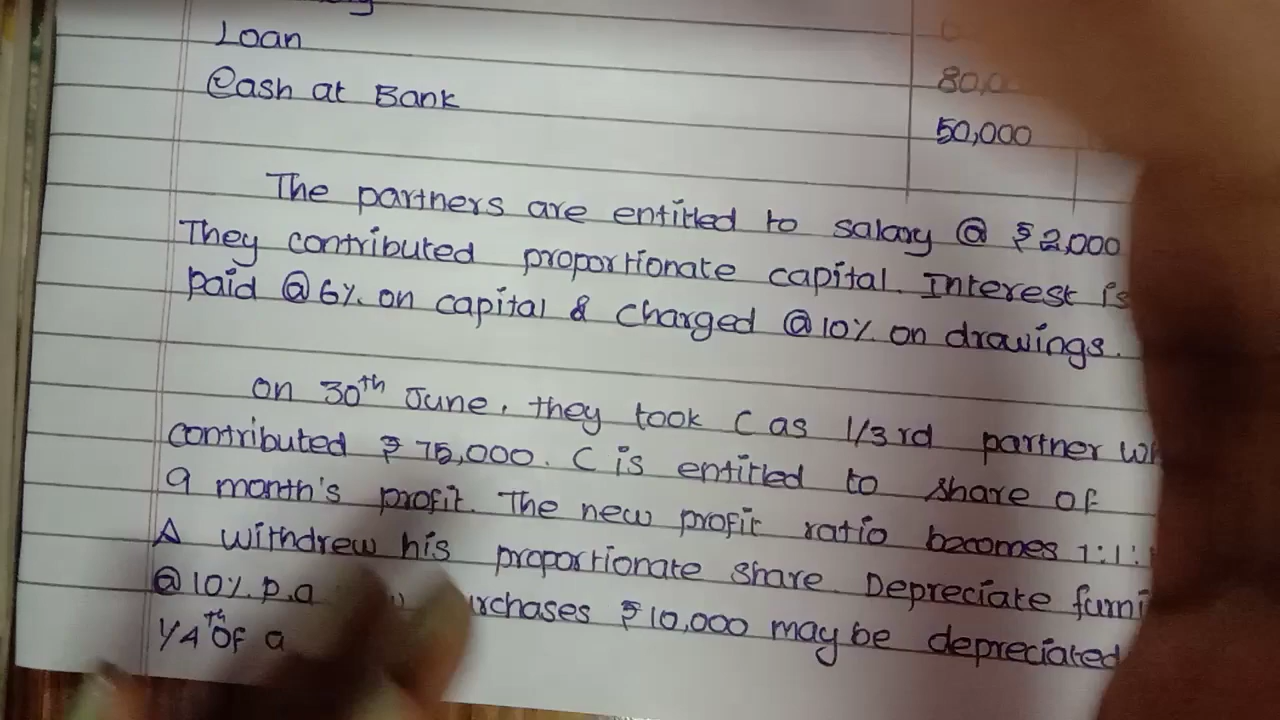 Loan
80,0
Cash at Bank
50,000
The partners are entitled to salary @ ₹2,000
They contributed proportionate capital. Interest is
paid @ 6% on capital & charged @ 10% on drawings.
On 30th June, they took C as 1/3rd partner
contributed ₹ 75,000. C is entitled to share of
9 month's profit. The new profit ratio becomes 1:1:
A withdrew his proportionate share. Depreciate
@ 10% p.a ₹10,000 may be depreciated
1/4th of a